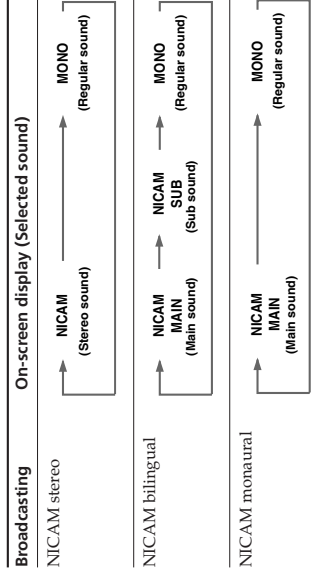 Broadcasting On-screen display (Selected sound)
NICAM stereo
NICAM MONO
(Stereo sound) (Regular sound)
NICAM bilingual
NICAM NICAM MONO
MAIN SUB (Regular sound)
(Main sound) (Sub sound)
NICAM monaural
NICAM MONO
MAIN (Regular sound)
(Main sound)